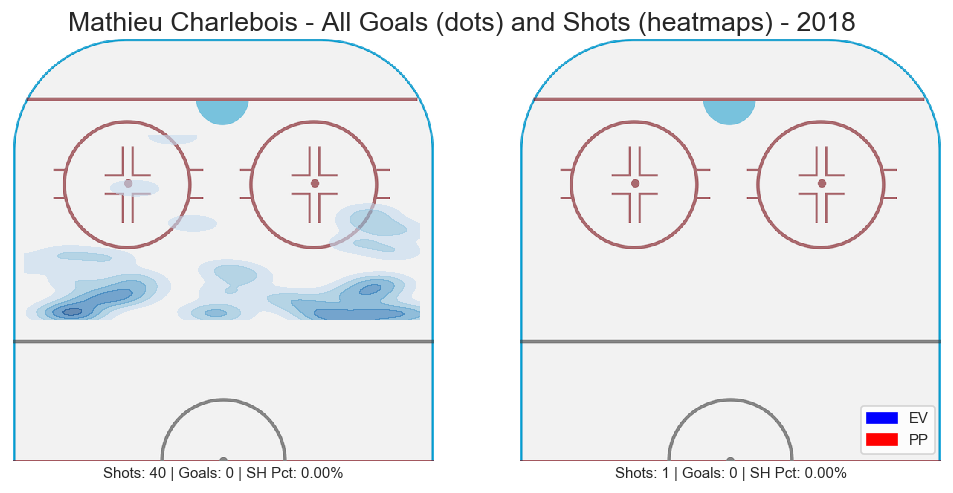 Mathieu Charlebois - All Goals (dots) and Shots (heatmaps) - 2018
EV
PP
Shots: 40 | Goals: 0 | SH Pct: 0.00%
Shots: 1 | Goals: 0 | SH Pct: 0.00%